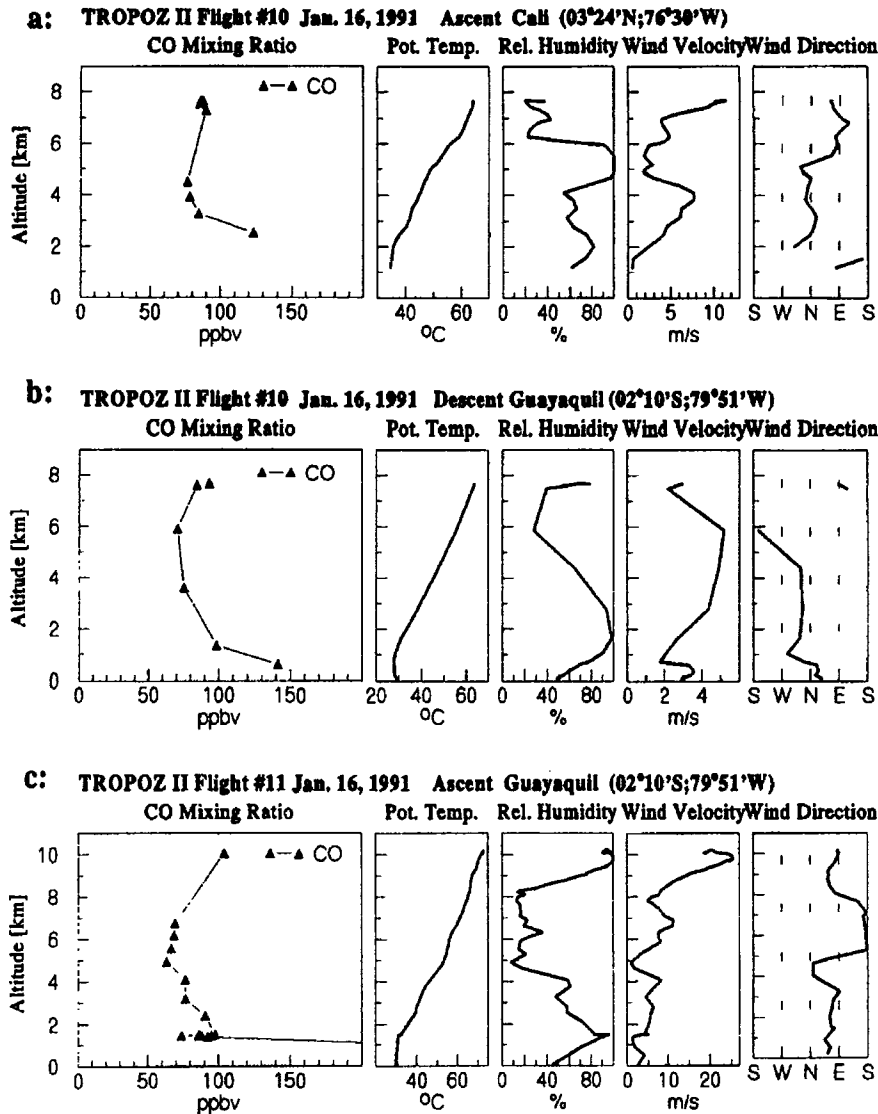 a: TROPOZ II Flight #10 Jan. 16, 1991 Ascent Cali (03°24'N;76°30'W)
CO Mixing Ratio Pot. Temp. Rel. Humidity Wind Velocity Wind Direction
CO
8
6
4
2
0
Altitude [km]
0 50 100 150 40 60 0 40 80 0 5 10 S W N E S
ppbv °C % m/s
b: TROPOZ II Flight #10 Jan. 16, 1991 Descent Guayaquil (02°10'S;79°51'W)
CO Mixing Ratio Pot. Temp. Rel. Humidity Wind Velocity Wind Direction
CO
8
6
4
2
0
Altitude [km]
0 50 100 150 20 40 60 0 40 80 2 4 S W N E S
ppbv °C % m/s
c: TROPOZ II Flight #11 Jan. 16, 1991 Ascent Guayaquil (02°10'S;79°51'W)
CO Mixing Ratio Pot. Temp. Rel. Humidity Wind Velocity Wind Direction
CO
10
8
6
4
2
0
Altitude [km]
0 50 100 150 40 60 0 40 80 0 10 20 S W N E S
ppbv °C % m/s